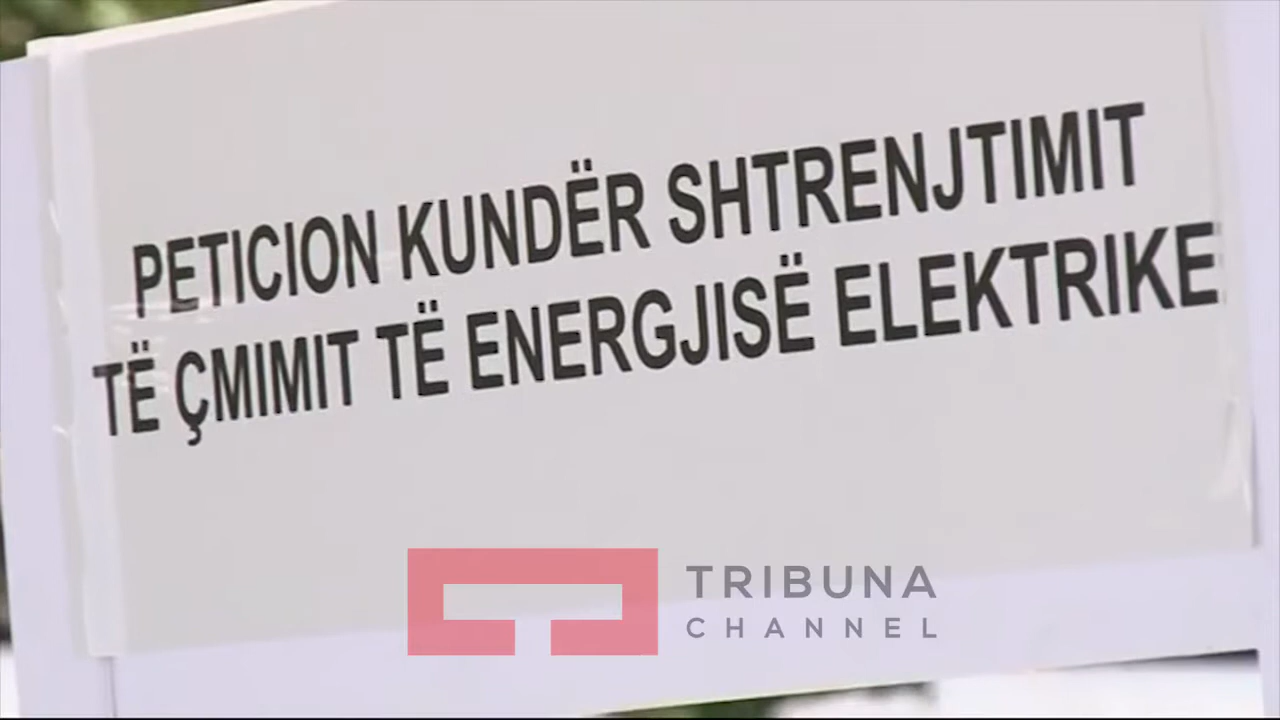 PETICION KUNDËR SHTRENJTIMIT
TË ÇMIMIT TË ENERGJISË ELEKTRIKE
TRIBUNA
CHANNEL